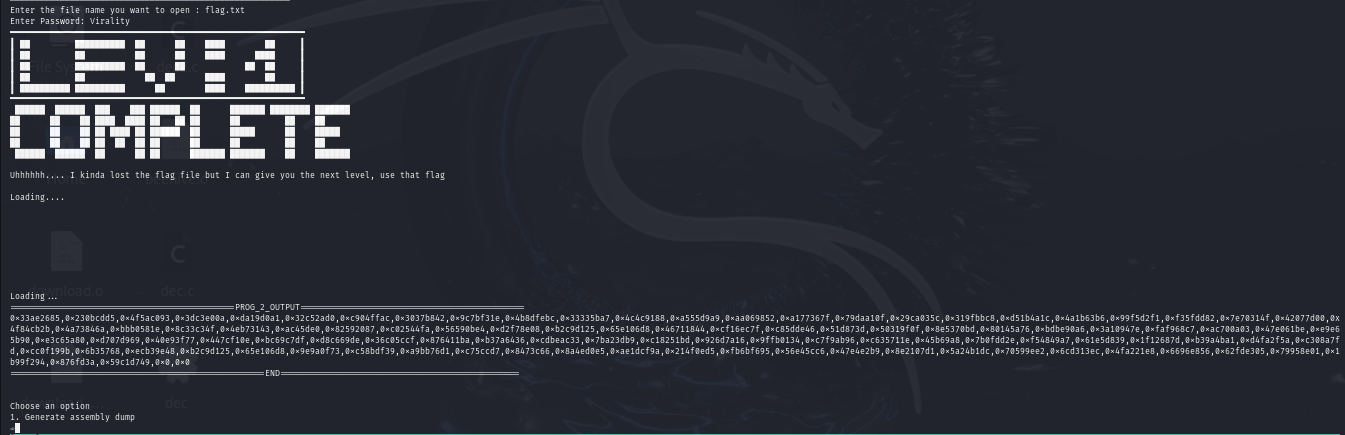 Enter the file name you want to open : flag.txt
Enter Password: Virality
LEV:1
COMPLETE
Uhhhhhh.... I kinda lost the flag file but I can give you the next level, use that flag
Loading....
Loading...
PROG_2_OUTPUT
0×33ae2685,0×230bcdd5,0×4f5ac093,0×3dc3e00a,0×da19d0a1,0×32c52ad0,0×c904ffac,0×3037b842,0×9c7bf31e,0×4b8dfebc,0×33335ba7,0×4c4c9188,0×a555d9a9,0×aa069852,0×a177367f,0×79daa10f,0×29ca035c,0×319fbbc8,0×d51b4a1c,0×4a1b63b6,0×99f5d2f1,0×f35fdd82,0×7e70314f,0×42077d00,0x
4f84cb2b,0×4a73846a,0×bbb0581e,0×8c33c34f,0×4eb73143,0×ac45de0,0×82592087,0×c02544fa,0×56590be4,0×d2f78e08,0×b2c9d125,0×65e106d8,0×46711844,0×cf16ec7f,0×c85dde46,0×51d873d,0×50319f0f,0×8e5370bd,0×80145a76,0×bdbe90a6,0×3a10947e,0×faf968c7,0×ac700a03,0×47e061be,0×e9e6
5b90,0×e3c65a80,0×d707d969,0×40e93f77,0×447cf10e,0×bc69c7df,0×d8c669de,0×36c05ccf,0×876411ba,0×b37a6436,0×cdbeac33,0×7ba23db9,0×c18251bd,0×926d7a16,0×9ffb0134,0×c7f9ab96,0×c635711e,0×45b69a8,0×7b0fdd2e,0×f54849a7,0×61e5d839,0×1f12687d,0×b39a4ba1,0×d4fa2f5a,0×c308a7f
d,0×cc0f199b,0×6b35768,0×ecb39e48,0×b2c9d125,0×65e106d8,0×9e9a0f73,0×c58bdf39,0×a9bb76d1,0×c75ccd7,0×8473c66,0×8a4ed0e5,0×ae1dcf9a,0×214f0ed5,0×fb6bf695,0×56e45cc6,0×47e4e2b9,0×8e2107d1,0×5a24b1dc,0×70599ee2,0×6cd313ec,0×4fa221e8,0×6696e856,0×62fde305,0×79958e01,0×1
b99f294,0×876fd3a,0×59c1d749,0×0,0×0
END
Choose an option
1. Generate assembly dump